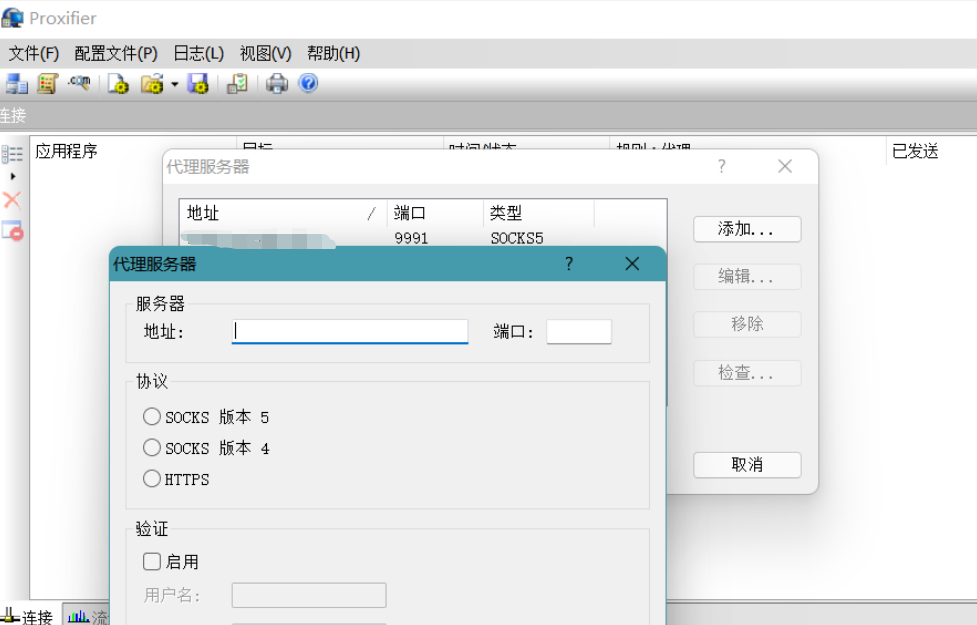 Proxifier
文件(F) 配置文件(P) 日志(L) 视图(V) 帮助(H)
连接
应用程序 目标 时间/状态 规则 : 代理 已发送
代理服务器 ?
地址 / 端口 类型
9991 SOCKS5
添加...
编辑...
移除
检查...
取消
代理服务器 ?
服务器
地址: 端口:
协议
SOCKS 版本 5
SOCKS 版本 4
HTTPS
验证
启用
用户名:
连接